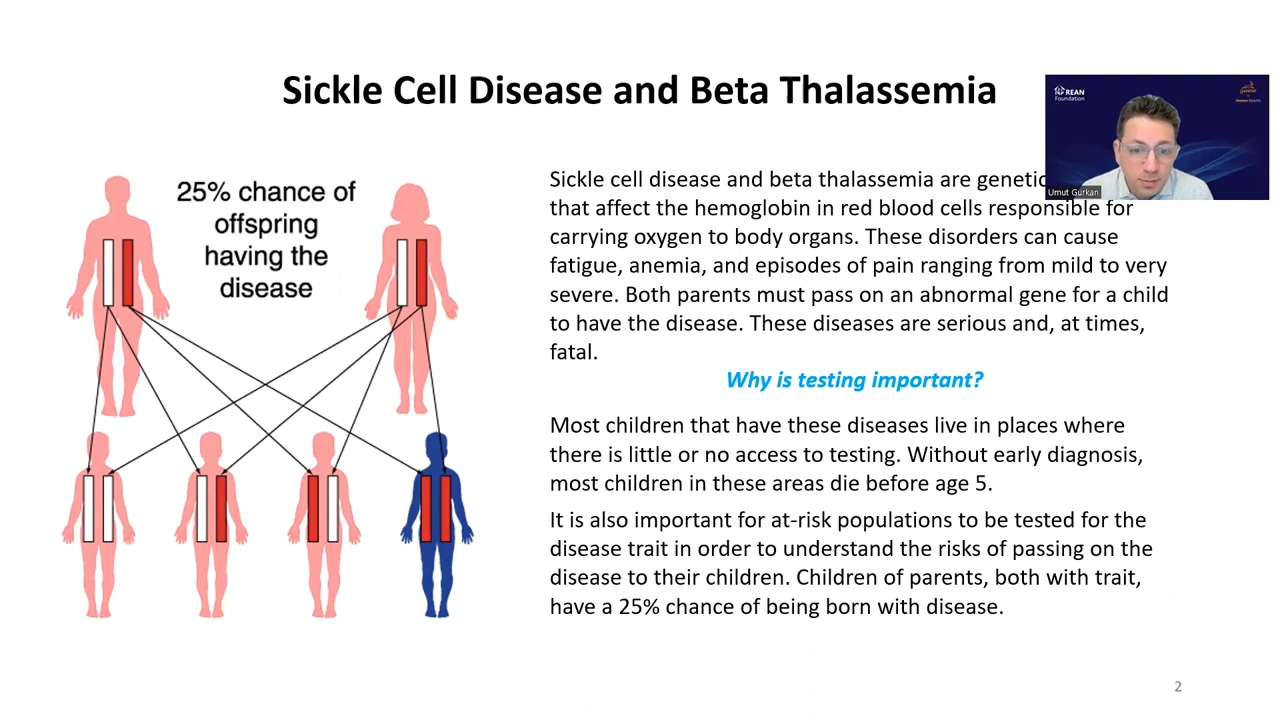 Sickle Cell Disease and Beta Thalassemia
REAN
Foundation
Umut Gurkan
25% chance of
offspring
having the
disease
Sickle cell disease and beta thalassemia are genetic
that affect the hemoglobin in red blood cells responsible for
carrying oxygen to body organs. These disorders can cause
fatigue, anemia, and episodes of pain ranging from mild to very
severe. Both parents must pass on an abnormal gene for a child
to have the disease. These diseases are serious and, at times,
fatal.
Why is testing important?
Most children that have these diseases live in places where
there is little or no access to testing. Without early diagnosis,
most children in these areas die before age 5.
It is also important for at-risk populations to be tested for the
disease trait in order to understand the risks of passing on the
disease to their children. Children of parents, both with trait,
have a 25% chance of being born with disease.
2